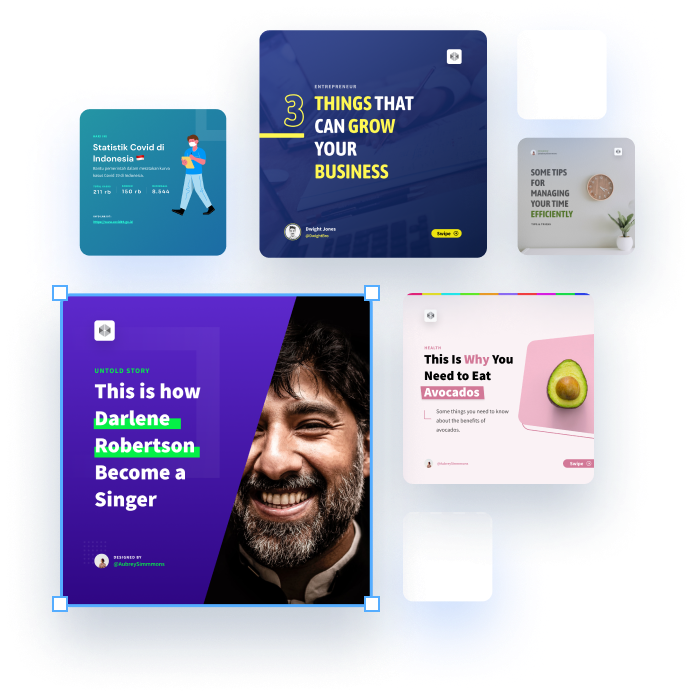 ENTREPRENEUR
3
THINGS THAT
CAN GROW
YOUR
BUSINESS
Dwight Jones
@DwightRec
Swipe
Statistik Covid di
Indonesia
211 rb
150 rb
8.544
SOME TIPS
FOR
MANAGING
YOUR TIME
EFFICIENTLY
UNTOLD STORY
This is how
Darlene
Robertson
Become a
Singer
DESIGNED BY
@AubreySimmmons
HEALTH
This Is Why You
Need to Eat
Avocados
Some things you need to know
about the benefits of
avocados.
Swipe